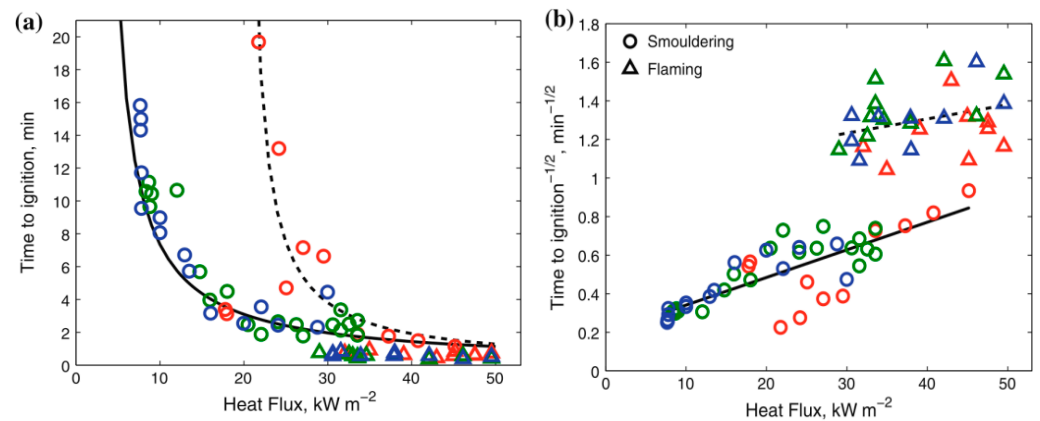 (a)
Time to ignition, min
20
18
16
14
12
10
8
6
4
2
0
0 10 20 30 40 50
Heat Flux, kW m⁻²
(b)
Time to ignition⁻¹/², min⁻¹/²
1.8
1.6
1.4
1.2
1
0.8
0.6
0.4
0.2
0
Smouldering
Flaming
0 10 20 30 40 50
Heat Flux, kW m⁻²